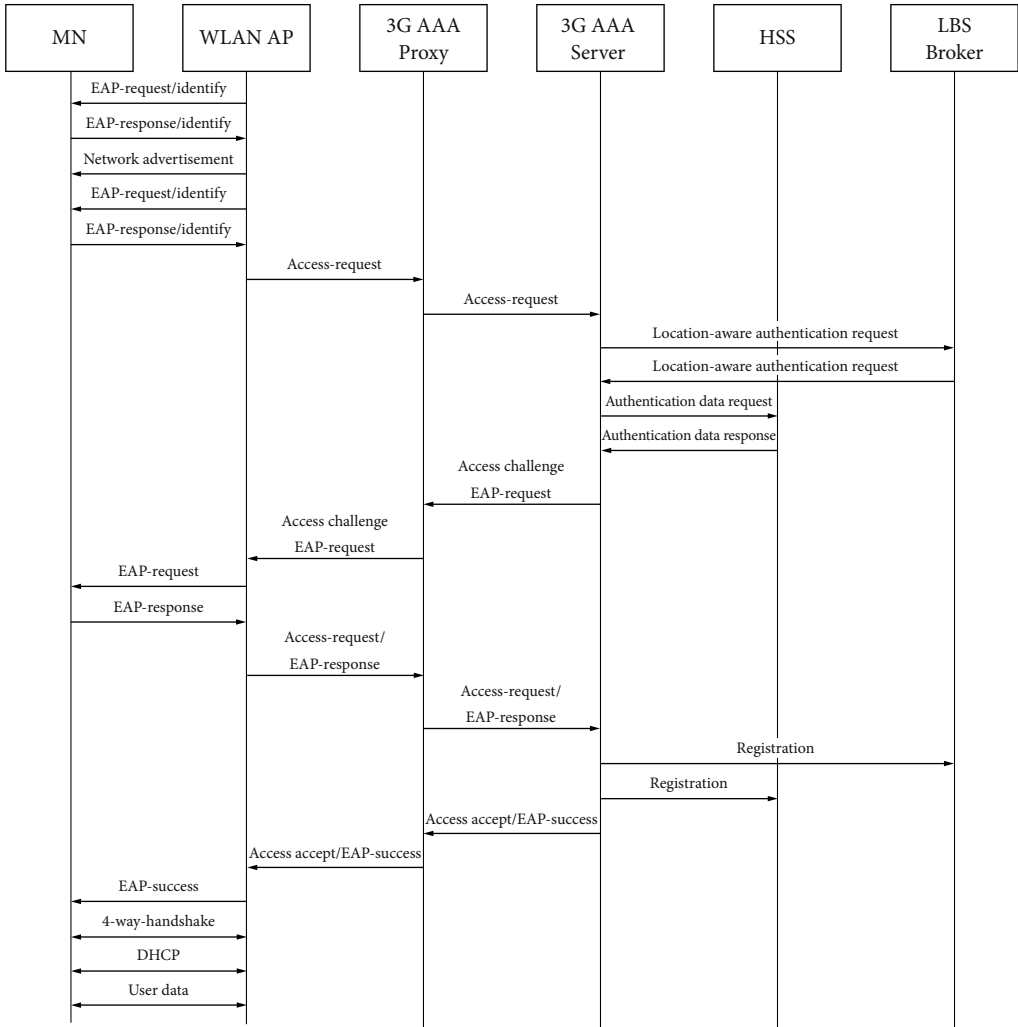 MN
WLAN AP
3G AAA
Proxy
3G AAA
Server
HSS
LBS
Broker
EAP-request/identify
EAP-response/identify
Network advertisement
EAP-request/identify
EAP-response/identify
Access-request
Access-request
Location-aware authentication request
Location-aware authentication request
Authentication data request
Authentication data response
Access challenge
EAP-request
Access challenge
EAP-request
EAP-request
EAP-response
Access-request/
EAP-response
Access-request/
EAP-response
Registration
Registration
Access accept/EAP-success
Access accept/EAP-success
EAP-success
4-way-handshake
DHCP
User data